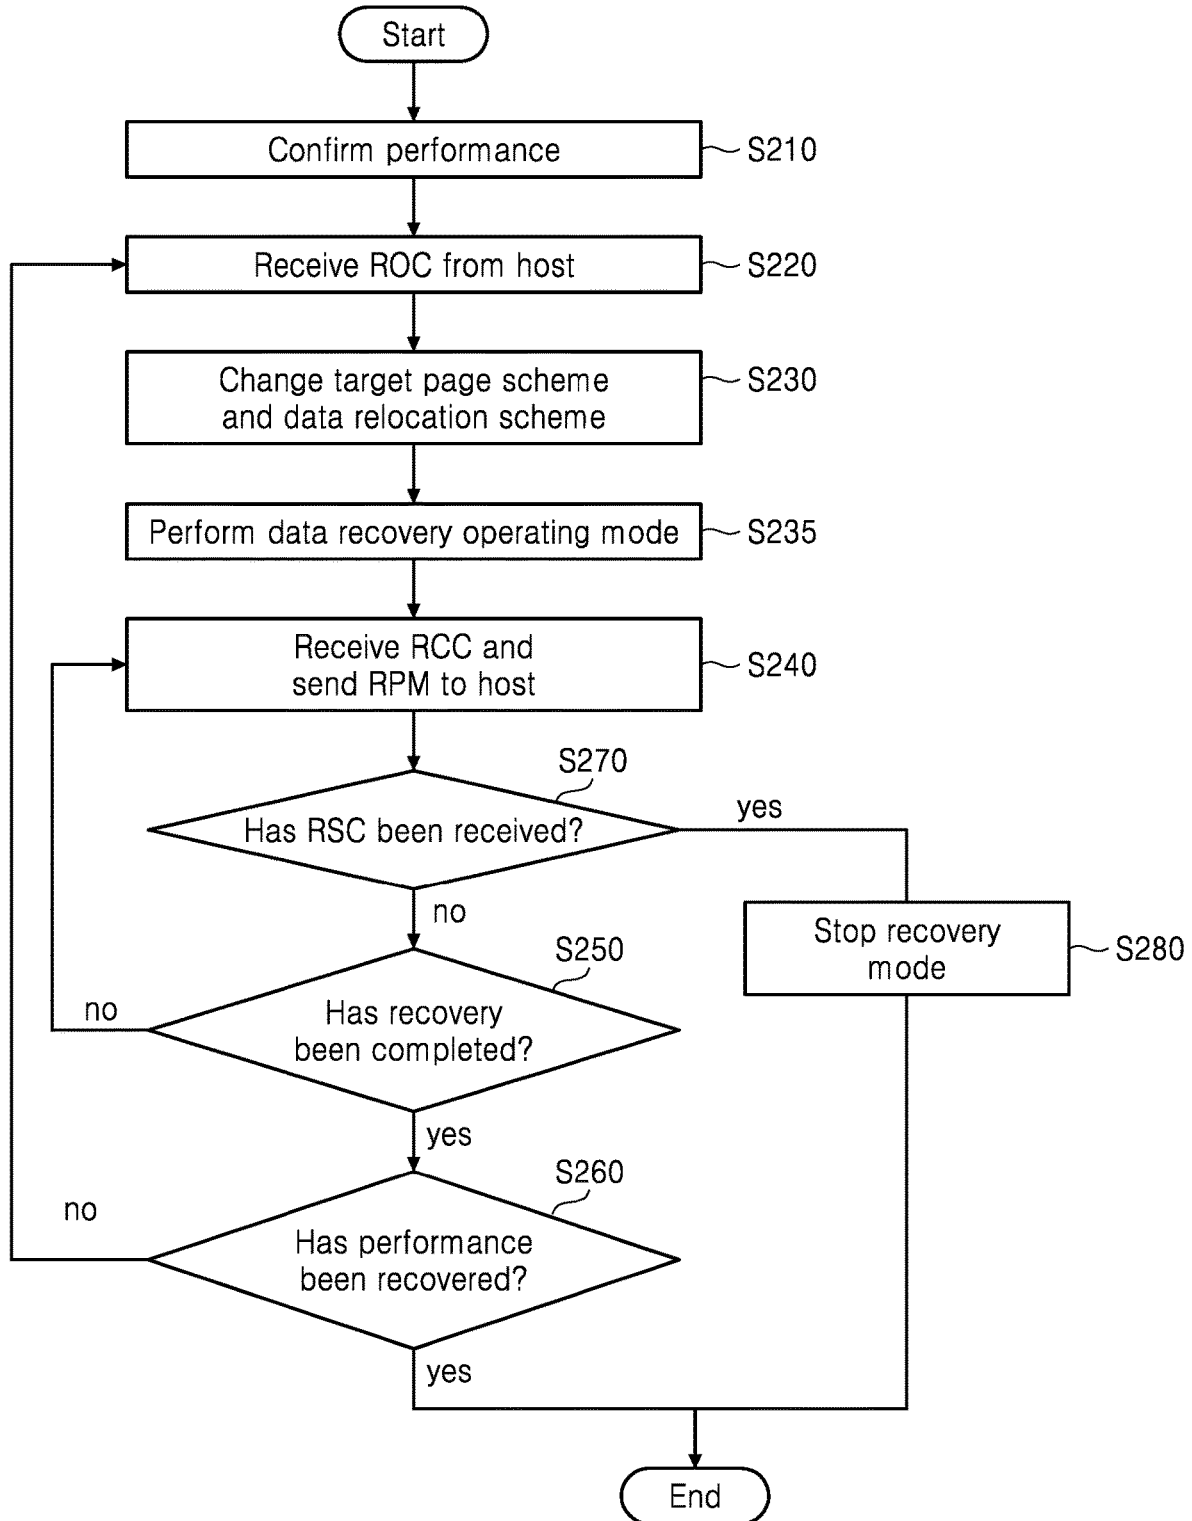 Start
Confirm performance
S210
Receive ROC from host
S220
Change target page scheme
and data relocation scheme
S230
Perform data recovery operating mode
S235
Receive RCC and
send RPM to host
S240
S270
Has RSC been received?
yes
no
Stop recovery
mode
S280
S250
Has recovery
been completed?
no
yes
S260
Has performance
been recovered?
no
yes
End